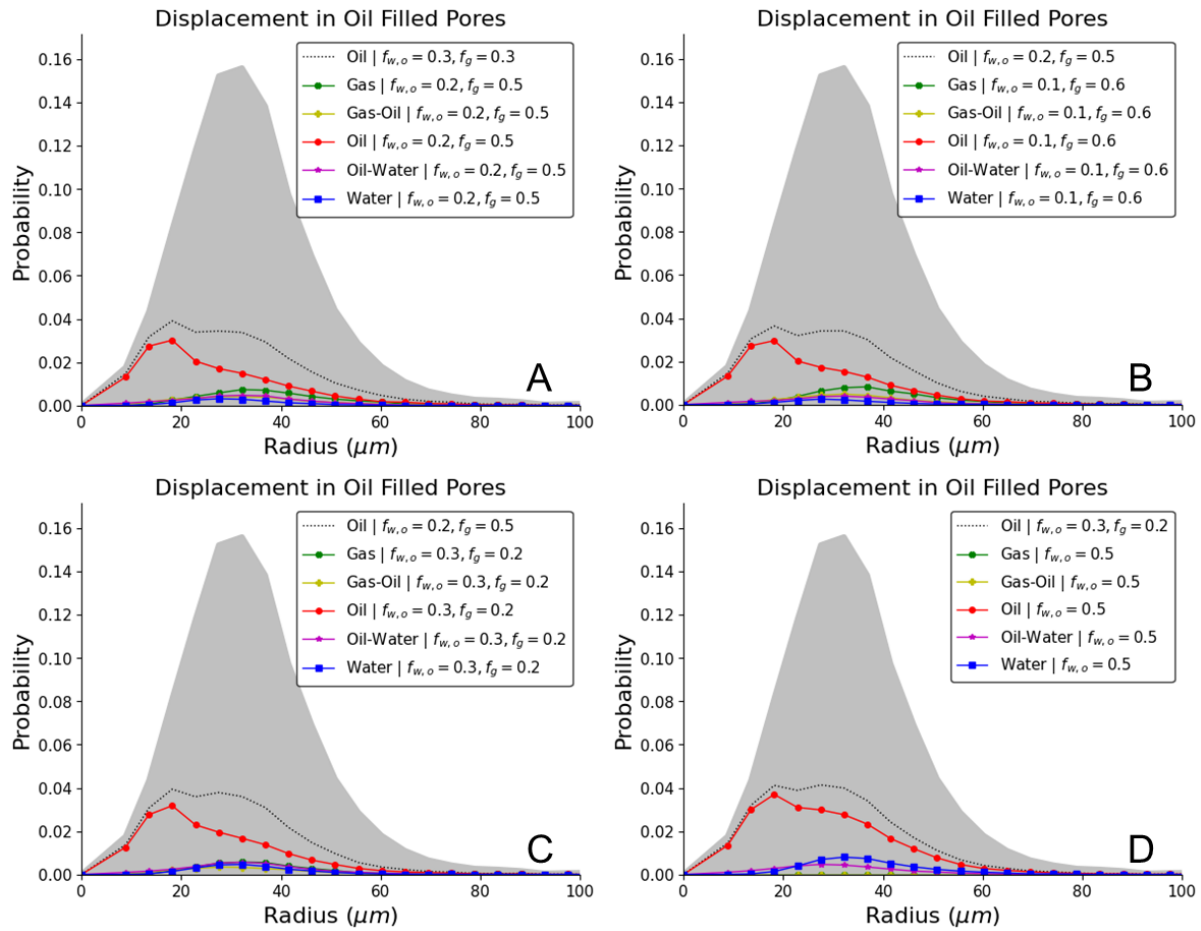 Displacement in Oil Filled Pores
Probability
0.16
0.14
0.12
0.10
0.08
0.06
0.04
0.02
0.00
Oil | f_{w,o} = 0.3, f_g = 0.3
Gas | f_{w,o} = 0.2, f_g = 0.5
Gas-Oil | f_{w,o} = 0.2, f_g = 0.5
Oil | f_{w,o} = 0.2, f_g = 0.5
Oil-Water | f_{w,o} = 0.2, f_g = 0.5
Water | f_{w,o} = 0.2, f_g = 0.5
A
0 20 40 60 80 100
Radius (μm)
Displacement in Oil Filled Pores
Probability
0.16
0.14
0.12
0.10
0.08
0.06
0.04
0.02
0.00
Oil | f_{w,o} = 0.2, f_g = 0.5
Gas | f_{w,o} = 0.1, f_g = 0.6
Gas-Oil | f_{w,o} = 0.1, f_g = 0.6
Oil | f_{w,o} = 0.1, f_g = 0.6
Oil-Water | f_{w,o} = 0.1, f_g = 0.6
Water | f_{w,o} = 0.1, f_g = 0.6
B
0 20 40 60 80 100
Radius (μm)
Displacement in Oil Filled Pores
Probability
0.16
0.14
0.12
0.10
0.08
0.06
0.04
0.02
0.00
Oil | f_{w,o} = 0.2, f_g = 0.5
Gas | f_{w,o} = 0.3, f_g = 0.2
Gas-Oil | f_{w,o} = 0.3, f_g = 0.2
Oil | f_{w,o} = 0.3, f_g = 0.2
Oil-Water | f_{w,o} = 0.3, f_g = 0.2
Water | f_{w,o} = 0.3, f_g = 0.2
C
0 20 40 60 80 100
Radius (μm)
Displacement in Oil Filled Pores
Probability
0.16
0.14
0.12
0.10
0.08
0.06
0.04
0.02
0.00
Oil | f_{w,o} = 0.3, f_g = 0.2
Gas | f_{w,o} = 0.5
Gas-Oil | f_{w,o} = 0.5
Oil | f_{w,o} = 0.5
Oil-Water | f_{w,o} = 0.5
Water | f_{w,o} = 0.5
D
0 20 40 60 80 100
Radius (μm)